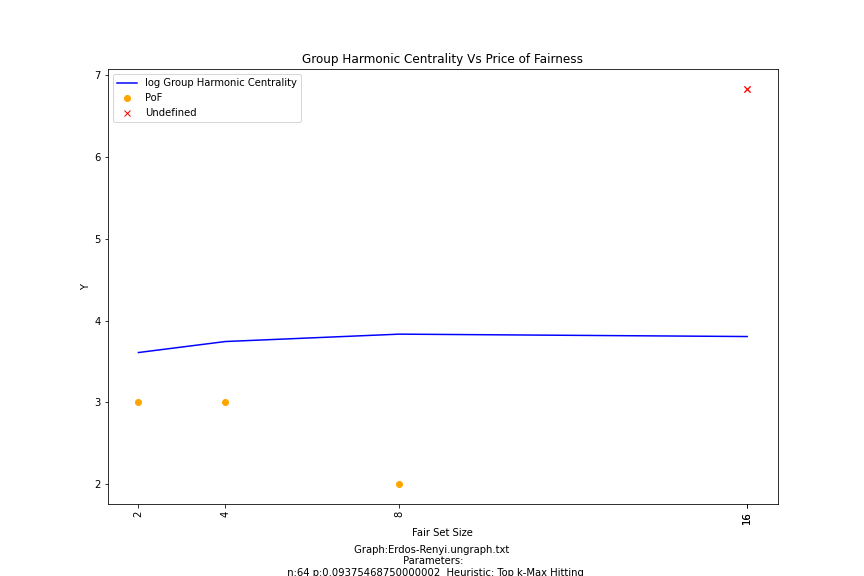 Group Harmonic Centrality Vs Price of Fairness
log Group Harmonic Centrality
PoF
Undefined
7
6
5
4
3
2
Y
2
4
8
16
Fair Set Size
Graph:Erdos-Renyi.ungraph.txt
Parameters:
n:64 p:0.09375468750000002 Heuristic: Top k-Max Hitting